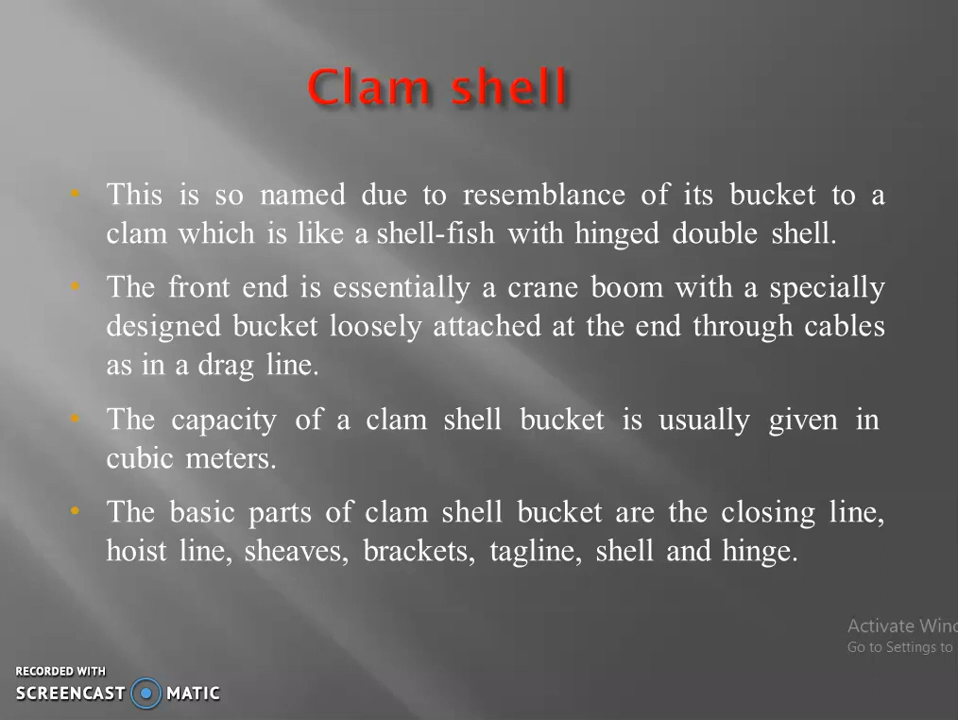 Clam shell
• This is so named due to resemblance of its bucket to a
clam which is like a shell-fish with hinged double shell.
• The front end is essentially a crane boom with a specially
designed bucket loosely attached at the end through cables
as in a drag line.
• The capacity of a clam shell bucket is usually given in
cubic meters.
• The basic parts of clam shell bucket are the closing line,
hoist line, sheaves, brackets, tagline, shell and hinge.
Activate Wind
Go to Settings to
RECORDED WITH
SCREENCAST MATIC